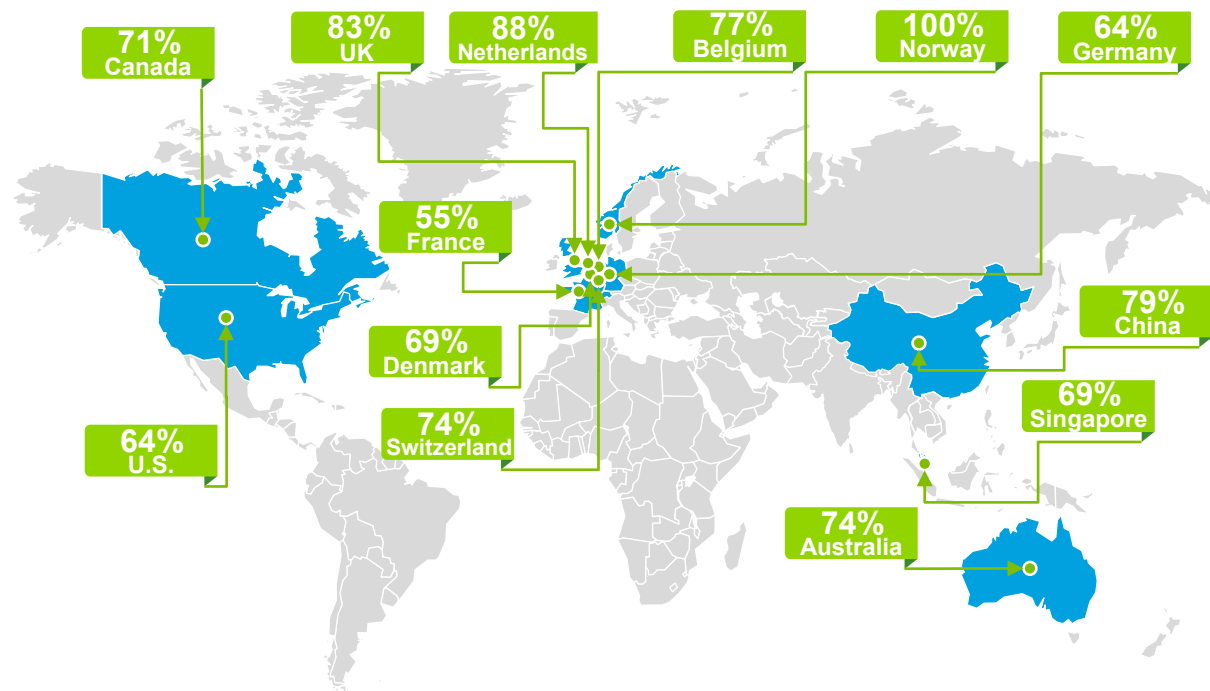 71%
Canada
83%
UK
88%
Netherlands
77%
Belgium
100%
Norway
64%
Germany
55%
France
79%
China
69%
Denmark
69%
Singapore
74%
Switzerland
64%
U.S.
74%
Australia